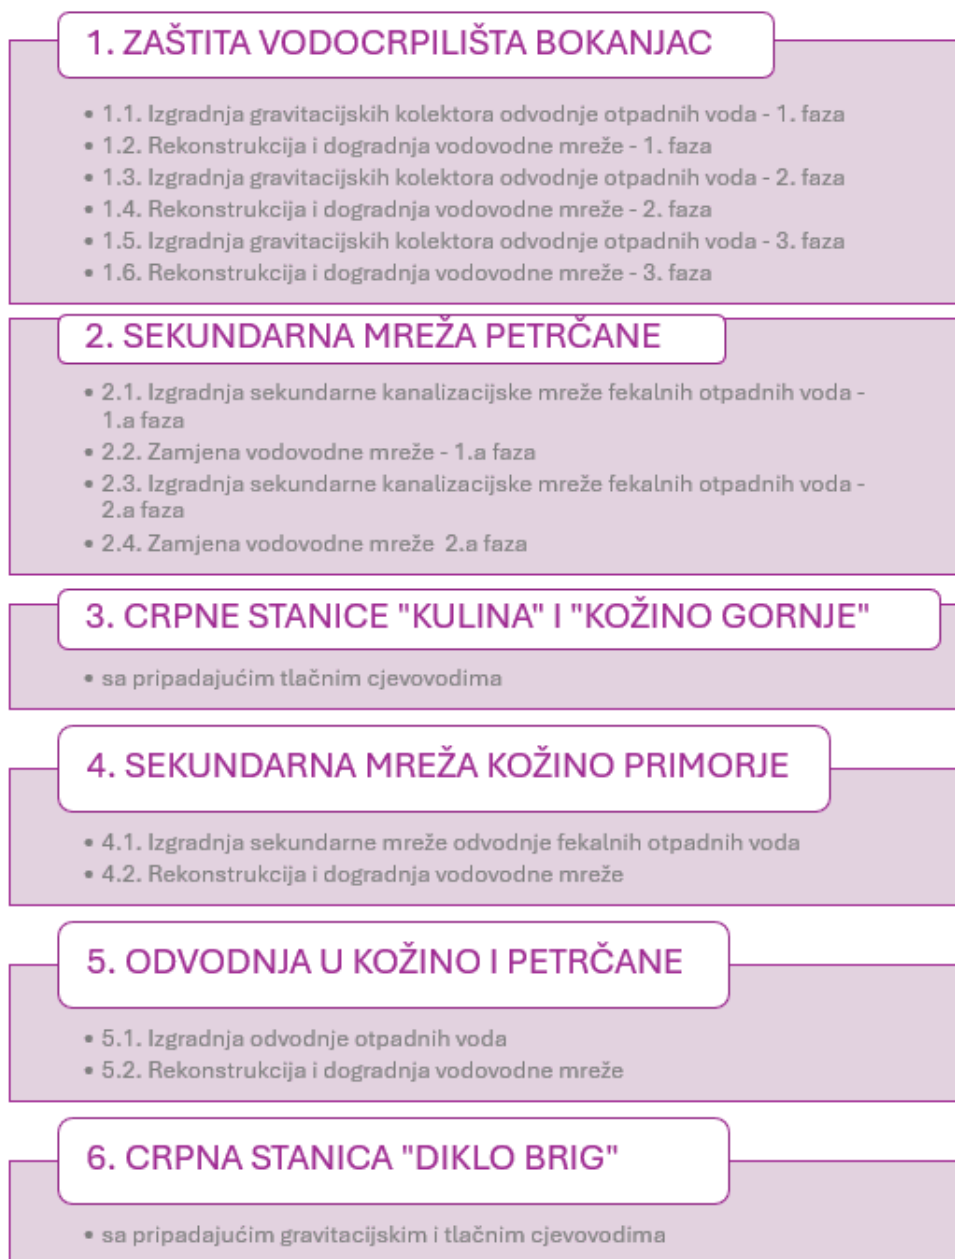 1. ZAŠTITA VODOCRPILIŠTA BOKANJAC
• 1.1. Izgradnja gravitacijskih kolektora odvodnje otpadnih voda - 1. faza
• 1.2. Rekonstrukcija i dogradnja vodovodne mreže - 1. faza
• 1.3. Izgradnja gravitacijskih kolektora odvodnje otpadnih voda - 2. faza
• 1.4. Rekonstrukcija i dogradnja vodovodne mreže - 2. faza
• 1.5. Izgradnja gravitacijskih kolektora odvodnje otpadnih voda - 3. faza
• 1.6. Rekonstrukcija i dogradnja vodovodne mreže - 3. faza
2. SEKUNDARNA MREŽA PETRČANE
• 2.1. Izgradnja sekundarne kanalizacijske mreže fekalnih otpadnih voda -
1.a faza
• 2.2. Zamjena vodovodne mreže - 1.a faza
• 2.3. Izgradnja sekundarne kanalizacijske mreže fekalnih otpadnih voda -
2.a faza
• 2.4. Zamjena vodovodne mreže  2.a faza
3. CRPNE STANICE "KULINA" I "KOŽINO GORNJE"
• sa pripadajućim tlačnim cjevovodima
4. SEKUNDARNA MREŽA KOŽINO PRIMORJE
• 4.1. Izgradnja sekundarne mreže odvodnje fekalnih otpadnih voda
• 4.2. Rekonstrukcija i dogradnja vodovodne mreže
5. ODVODNJA U KOŽINO I PETRČANE
• 5.1. Izgradnja odvodnje otpadnih voda
• 5.2. Rekonstrukcija i dogradnja vodovodne mreže
6. CRPNA STANICA "DIKLO BRIG"
• sa pripadajućim gravitacijskim i tlačnim cjevovodima